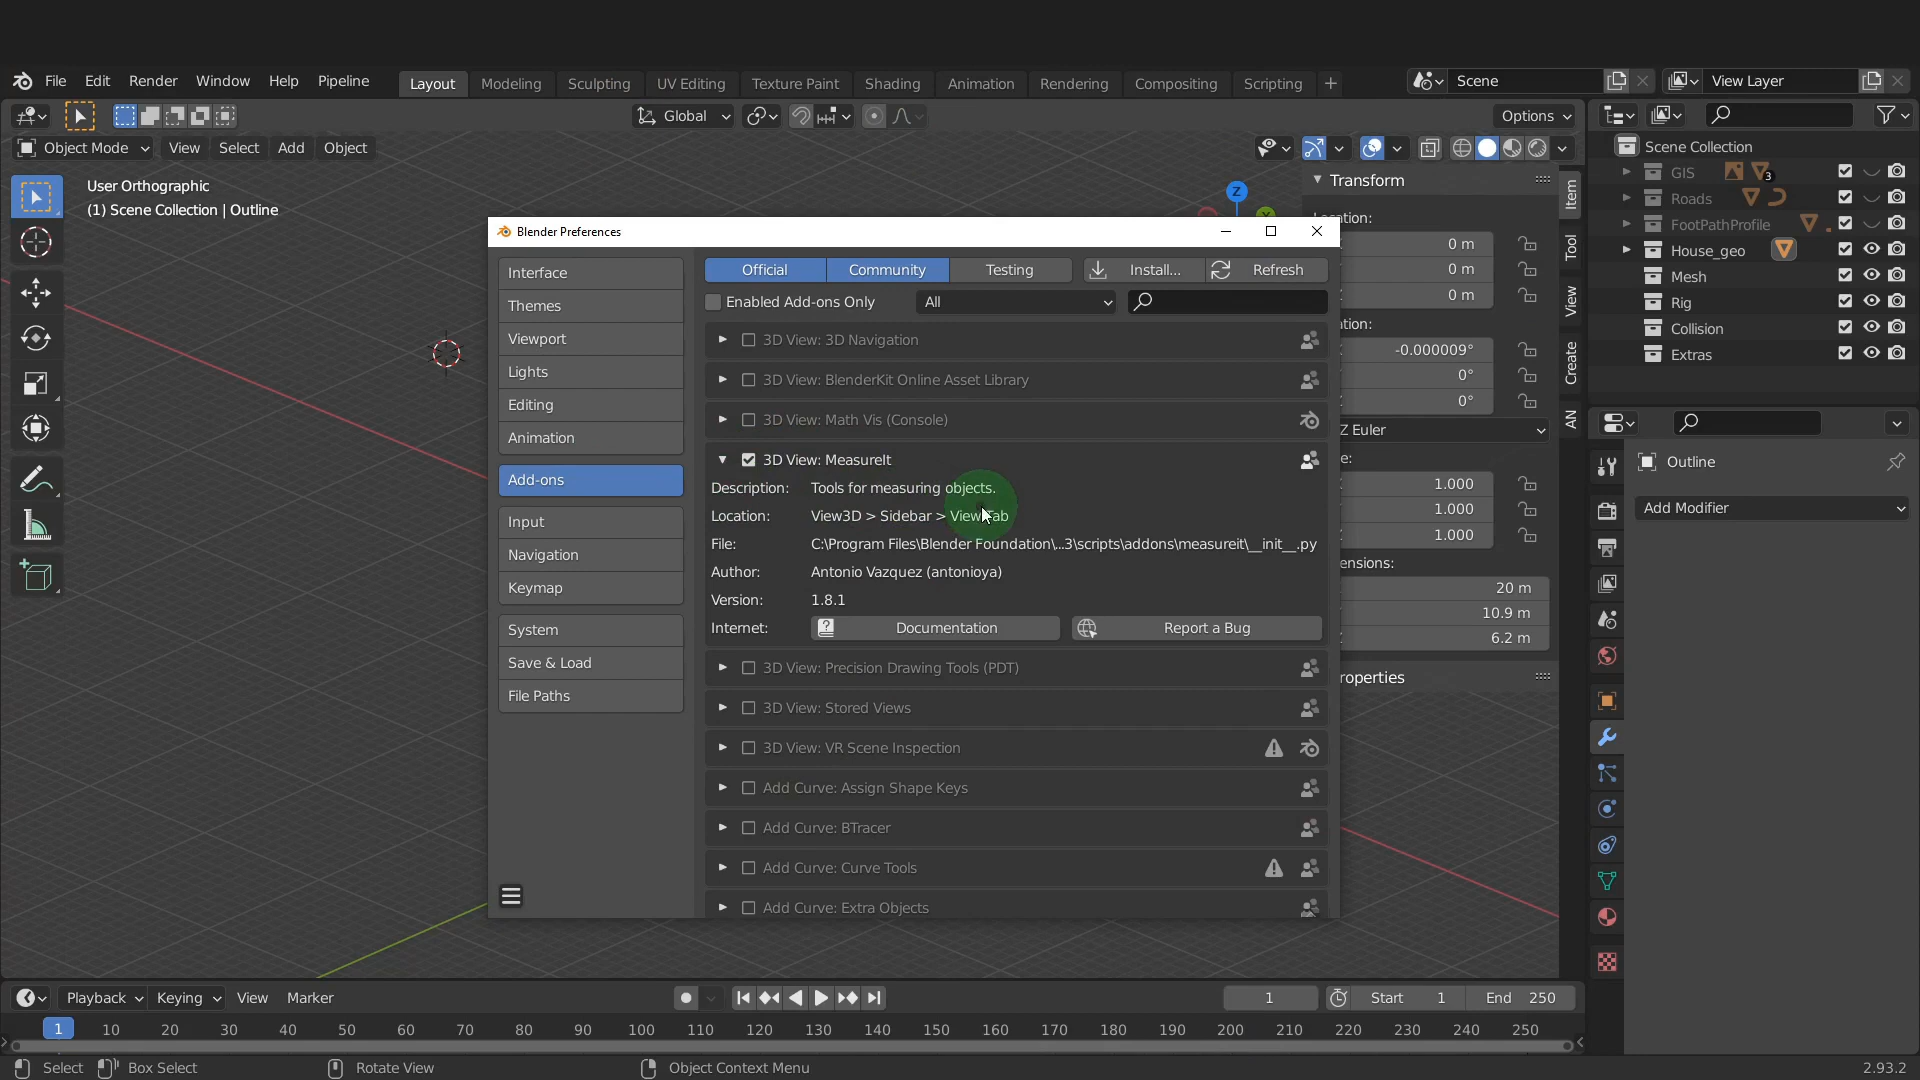 File Edit Render Window Help Pipeline Layout Modeling Sculpting UV Editing Texture Paint Shading Animation Rendering Compositing Scripting + Scene View Layer
Global Options
Object Mode View Select Add Object
User Orthographic
(1) Scene Collection | Outline
Z
Transform
0 m
0 m
0 m
-0.000009°
0°
0°
Z Euler
1.000
1.000
1.000
ensions:
20 m
10.9 m
6.2 m
roperties
Item
Tool
View
Create
AN
Scene Collection
GIS 3
Roads
FootPathProfile
House_geo
Mesh
Rig
Collision
Extras
Outline
Add Modifier
Blender Preferences
Interface
Themes
Viewport
Lights
Editing
Animation
Add-ons
Input
Navigation
Keymap
System
Save & Load
File Paths
Official Community Testing Install... Refresh
Enabled Add-ons Only All
3D View: 3D Navigation
3D View: BlenderKit Online Asset Library
3D View: Math Vis (Console)
3D View: MeasureIt
Description: Tools for measuring objects.
Location: View3D > Sidebar > View Tab
File: C:\Program Files\Blender Foundation\...3\scripts\addons\measureit\__init__.py
Author: Antonio Vazquez (antonioya)
Version: 1.8.1
Internet: Documentation Report a Bug
3D View: Precision Drawing Tools (PDT)
3D View: Stored Views
3D View: VR Scene Inspection
Add Curve: Assign Shape Keys
Add Curve: BTracer
Add Curve: Curve Tools
Add Curve: Extra Objects
Playback Keying View Marker 1 Start 1 End 250
1 10 20 30 40 50 60 70 80 90 100 110 120 130 140 150 160 170 180 190 200 210 220 230 240 250
Select Box Select Rotate View Object Context Menu 2.93.2